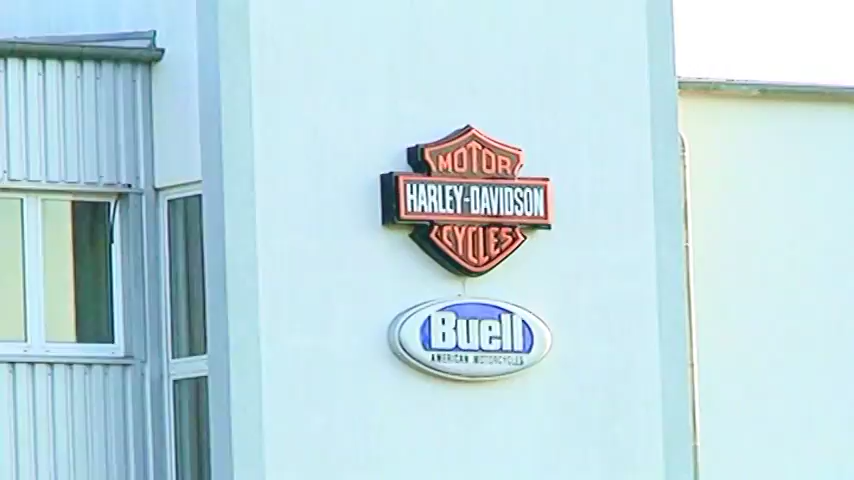 MOTOR
HARLEY-DAVIDSON
CYCLES
Buell
AMERICAN MOTORCYCLES